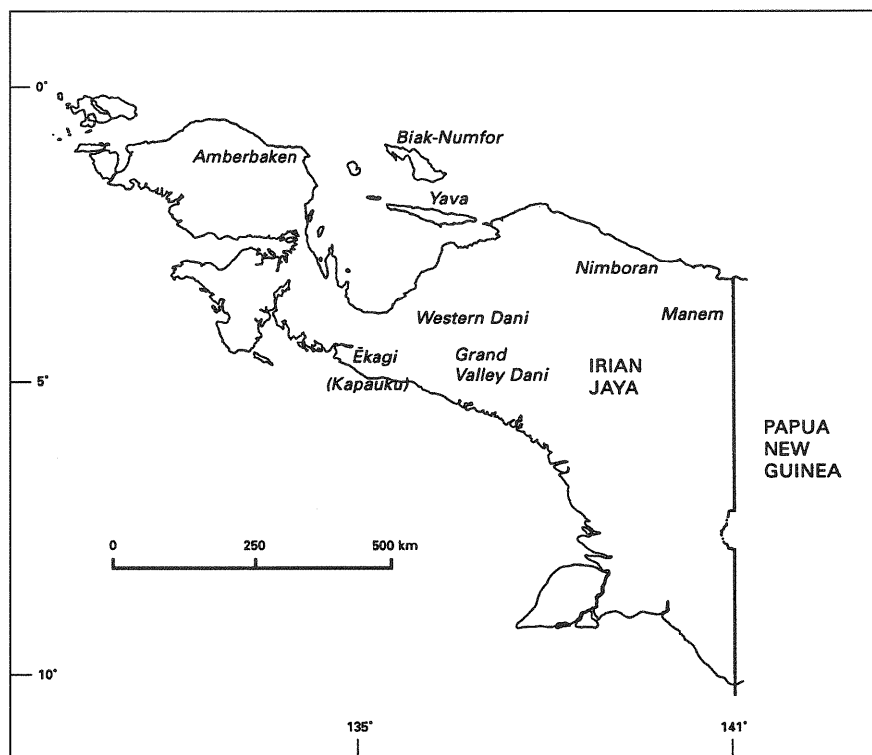 0°
Biak-Numfor
Amberbaken
Yava
Nimboran
Western Dani
Manem
Ēkagi
(Kapauku)
Grand
Valley Dani
IRIAN
JAYA
5°
PAPUA
NEW
GUINEA
0 250 500 km
10°
135° 141°